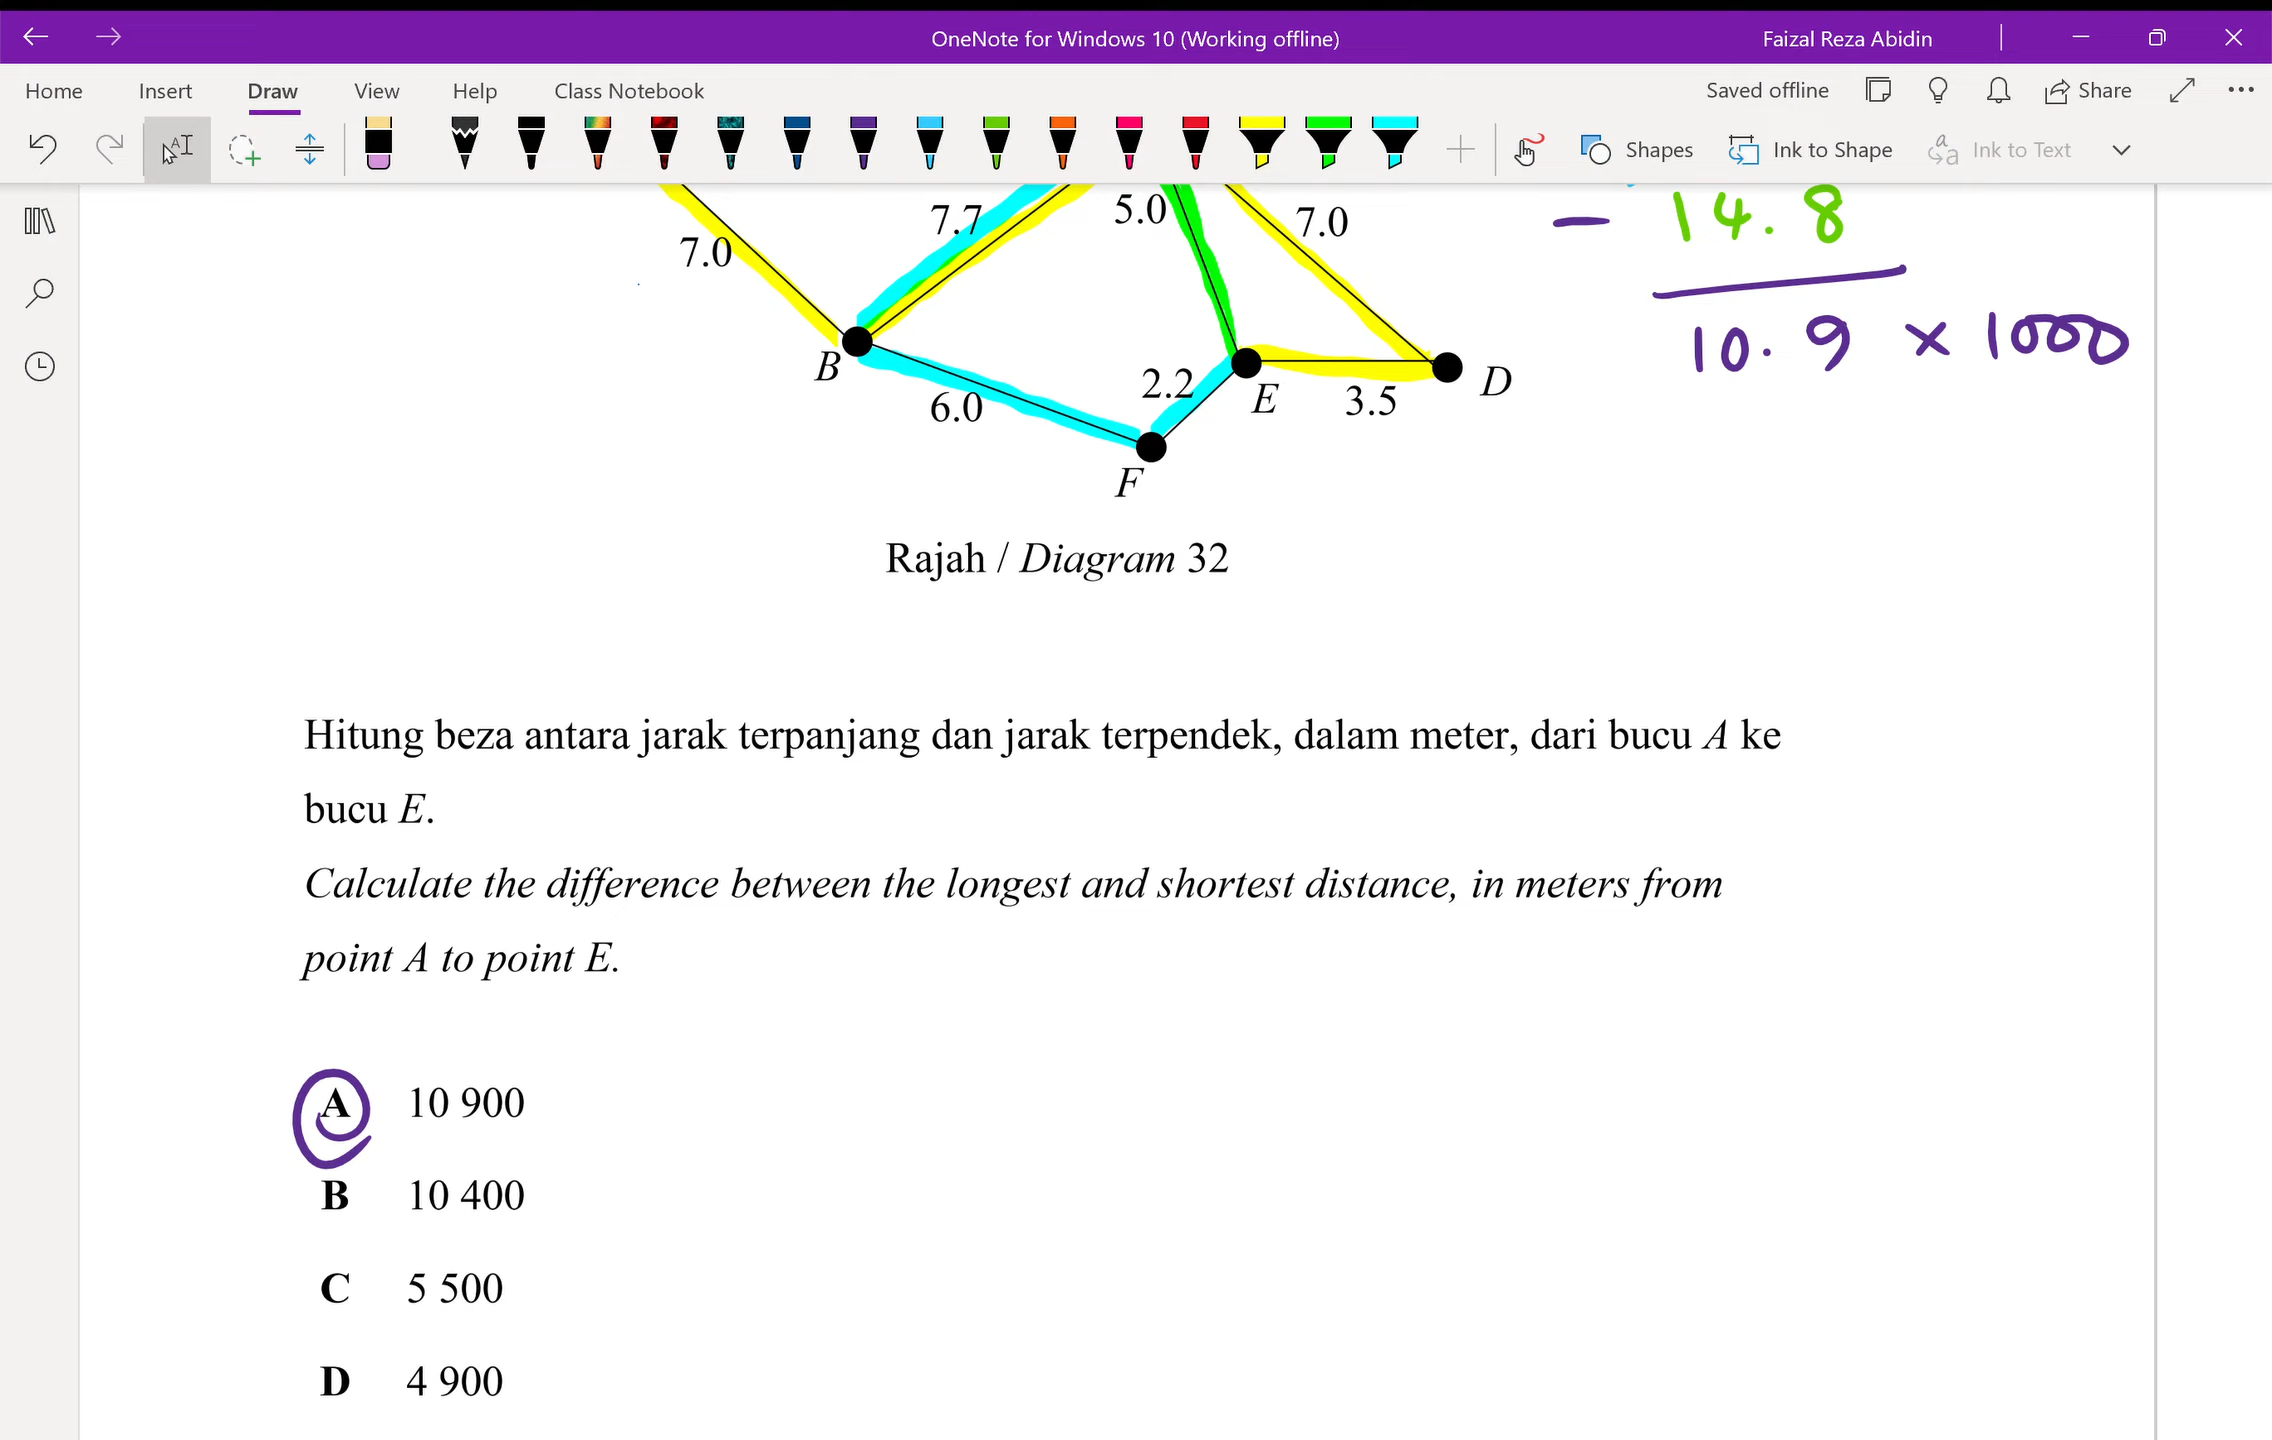 OneNote for Windows 10 (Working offline)
Faizal Reza Abidin
Home Insert Draw View Help Class Notebook
Saved offline Share
Shapes Ink to Shape Ink to Text
7.0
7.7
5.0
7.0
− 14.8
10.9 × 1000
B
6.0
2.2
E
3.5
D
F
Rajah / Diagram 32
Hitung beza antara jarak terpanjang dan jarak terpendek, dalam meter, dari bucu A ke
bucu E.
Calculate the difference between the longest and shortest distance, in meters from
point A to point E.
A 10 900
B 10 400
C 5 500
D 4 900